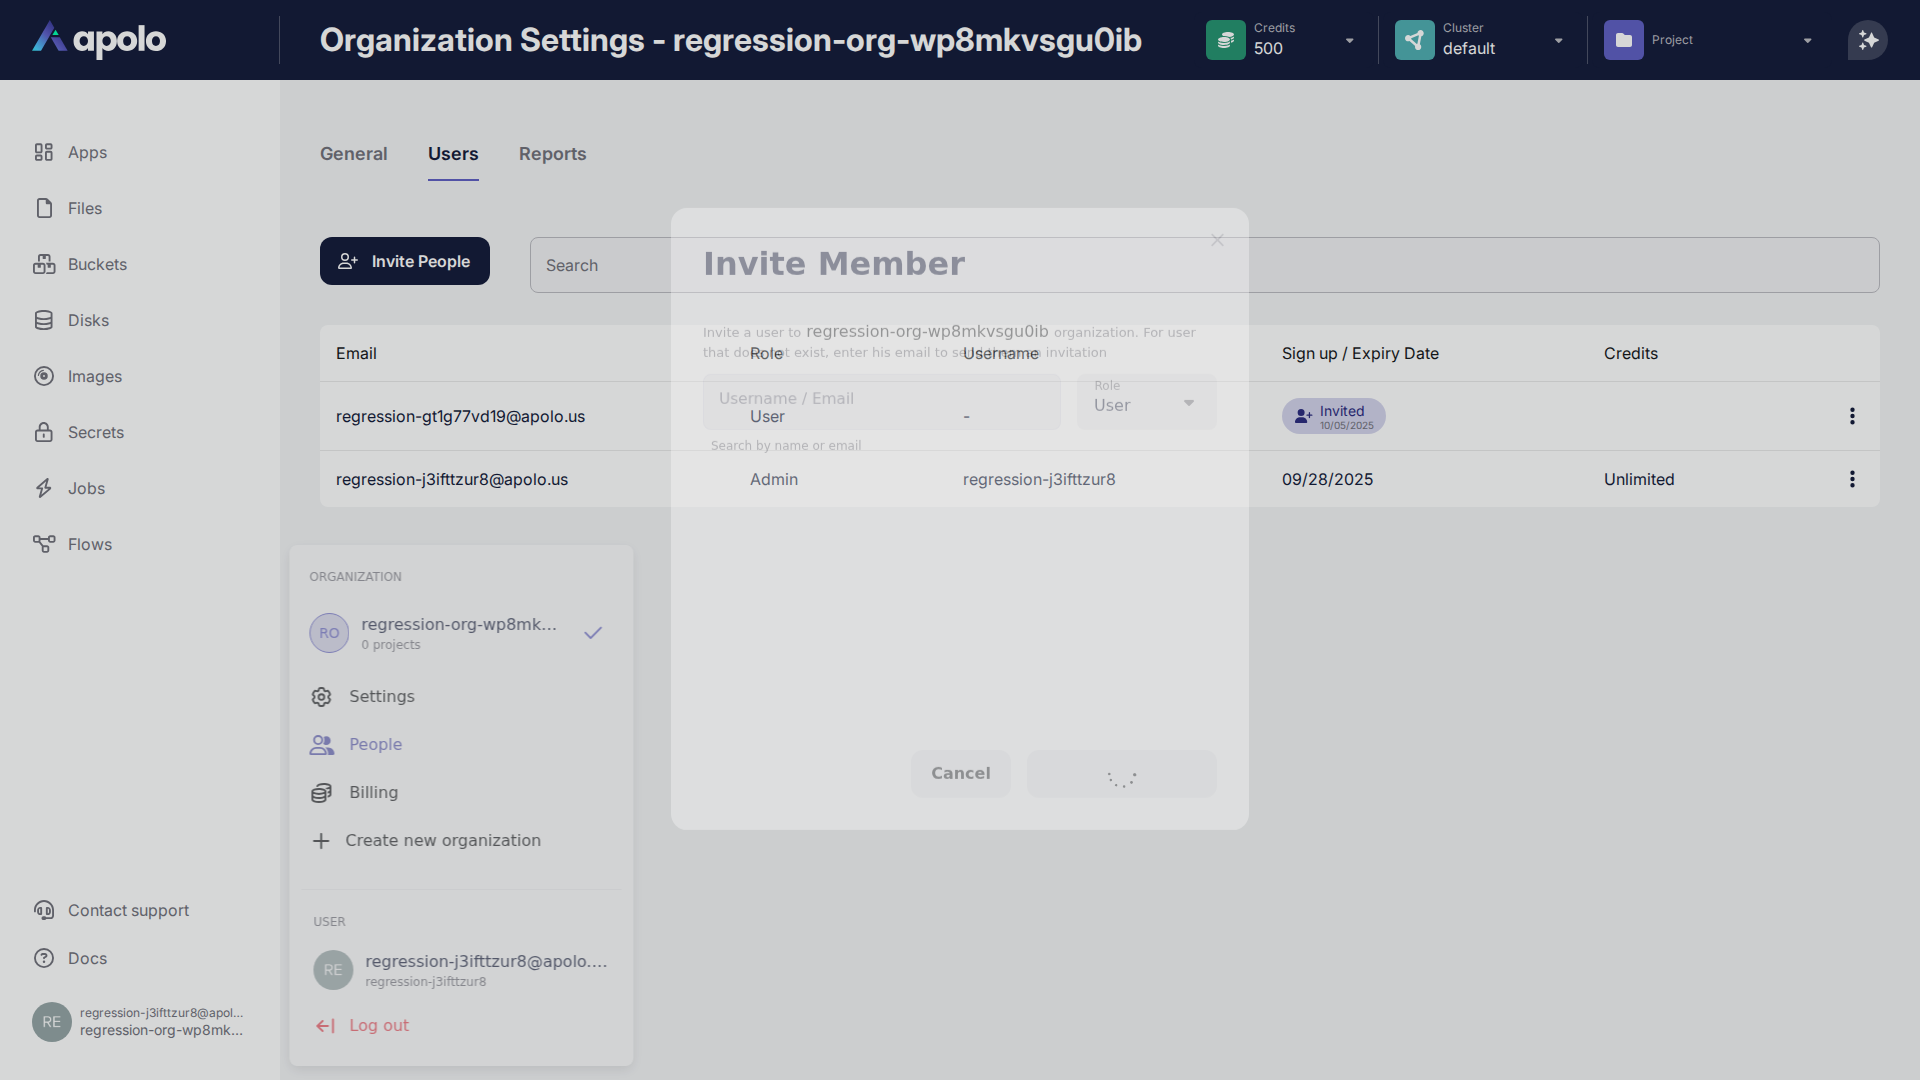 apolo
Organization Settings - regression-org-wp8mkvsgu0ib
Credits
500
Cluster
default
Project
Apps
Files
Buckets
Disks
Images
Secrets
Jobs
Flows
Contact support
Docs
RE
regression-j3ifttzur8@apol...
regression-org-wp8mk...
General
Users
Reports
Invite People
Search
Email
Role
Username
Sign up / Expiry Date
Credits
regression-gt1g77vd19@apolo.us
User
-
Invited
10/05/2025
regression-j3ifttzur8@apolo.us
Admin
regression-j3ifttzur8
09/28/2025
Unlimited
Invite Member
Invite a user to regression-org-wp8mkvsgu0ib organization. For user
that does not exist, enter his email to send them an invitation
Username / Email
Role
User
Search by name or email
Cancel
ORGANIZATION
RO
regression-org-wp8mk...
0 projects
Settings
People
Billing
Create new organization
USER
RE
regression-j3ifttzur8@apolo....
regression-j3ifttzur8
Log out